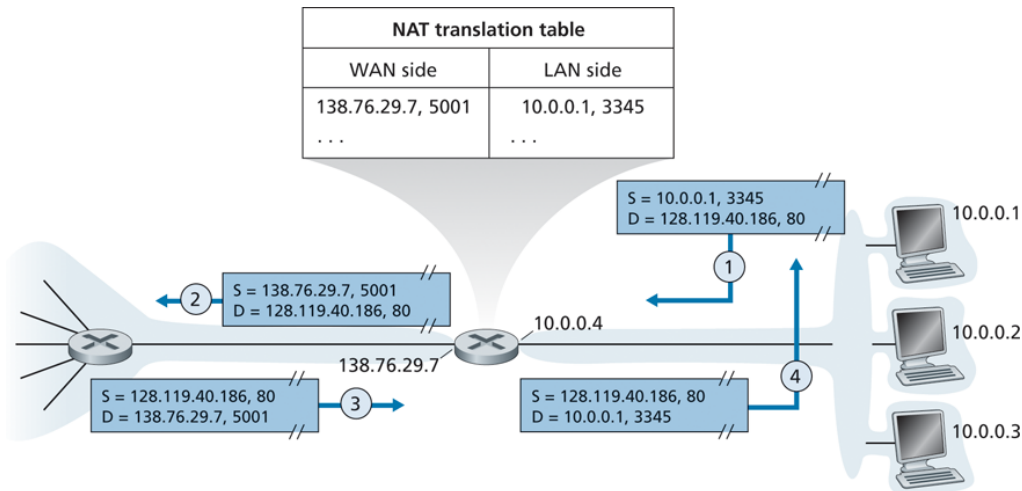 NAT translation table
WAN side
LAN side
138.76.29.7, 5001
10.0.0.1, 3345
. . .
. . .
S = 10.0.0.1, 3345
D = 128.119.40.186, 80
10.0.0.1
1
2
S = 138.76.29.7, 5001
D = 128.119.40.186, 80
10.0.0.4
10.0.0.2
138.76.29.7
4
S = 128.119.40.186, 80
D = 138.76.29.7, 5001
3
S = 128.119.40.186, 80
D = 10.0.0.1, 3345
10.0.0.3